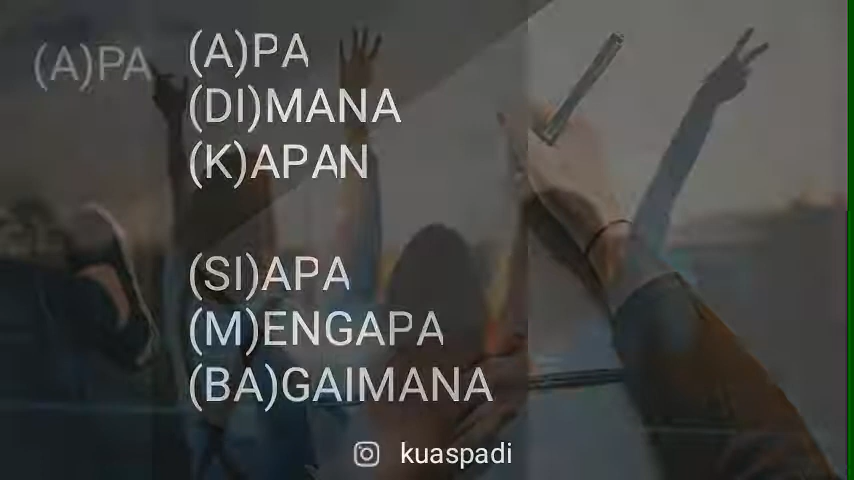 (A)PA
(A)PA
(DI)MANA
(K)APAN
(SI)APA
(M)ENGAPA
(BA)GAIMANA
kuaspadi